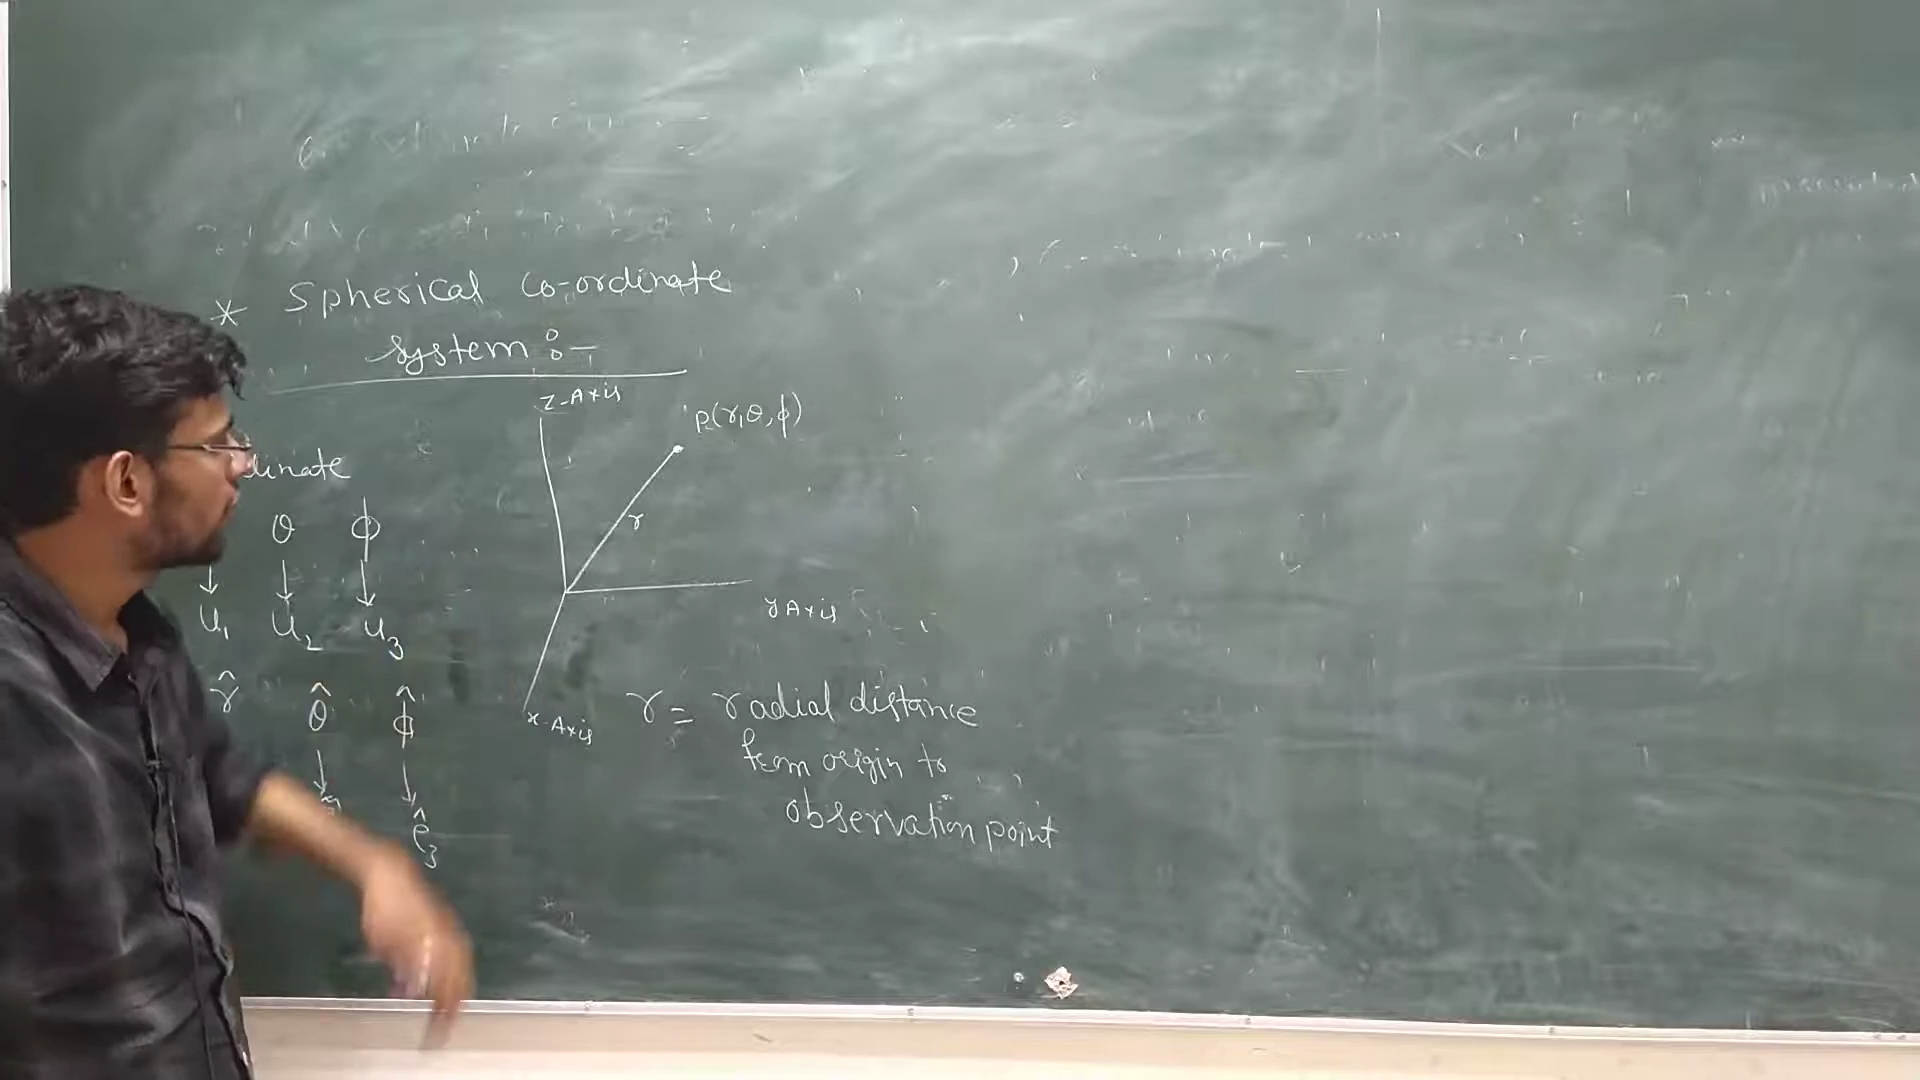 * Spherical co-ordinate
system :-
Z-Axis
P(r,θ,ϕ)
dinate
θ ϕ
r
↓ ↓ ↓
u₁ u₂ u₃
y Axis
r̂ θ̂ ϕ̂
x-Axis
r = radial distance
from origin to
observation point
↓ ↓
ê₃